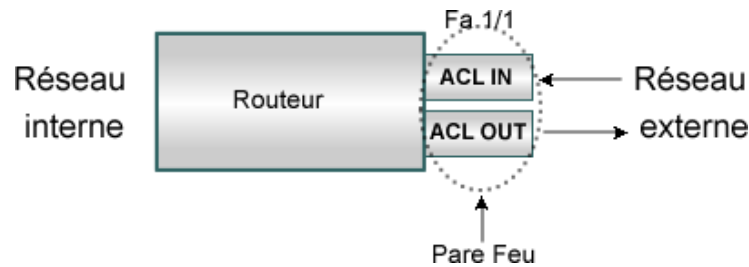 Fa.1/1
Réseau
interne
Routeur
ACL IN
ACL OUT
Réseau
externe
Pare Feu